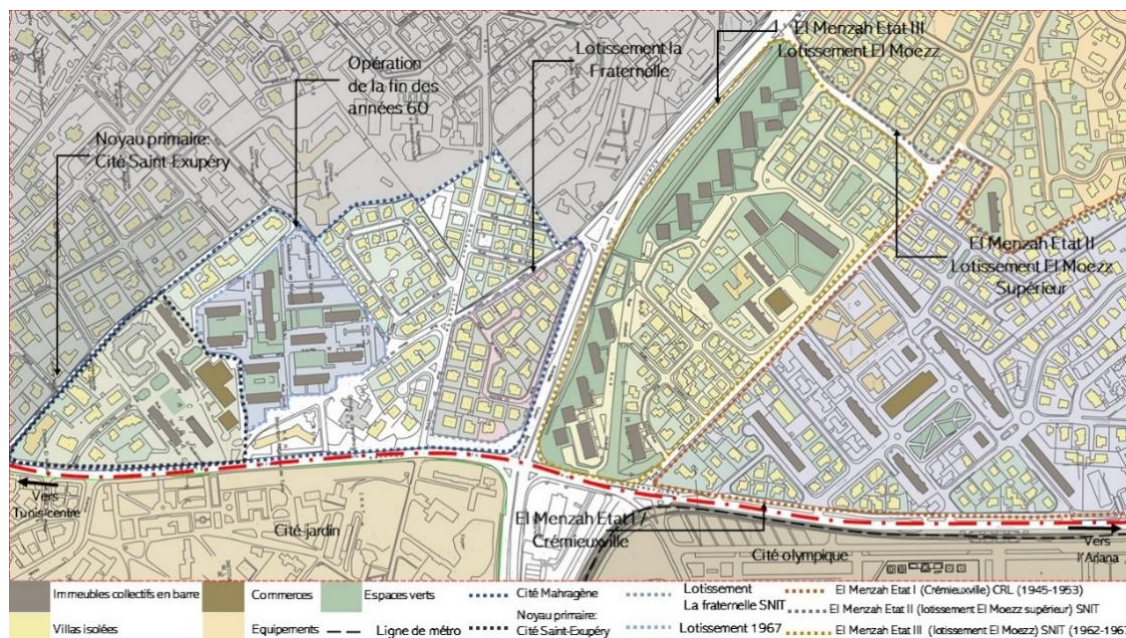 El Menzah Etat III
Lotissement El Moezz
Lotissement la
Fraternelle
Opération
de la fin des
années 60
Noyau primaire:
Cité Saint-Exupéry
El Menzah Etat II
Lotissement El Moezz
Supérieur
Vers
Tunis-centre
Cité-jardin
El Menzah Etat I /
Crémieuxville
Cité olympique
Vers
l'Ariana
Immeubles collectifs en barre
Commerces
Espaces verts
Cité Mahragène
Lotissement
La fraternelle SNIT
El Menzah Etat I (Crémieuxville) CRL (1945-1953)
El Menzah Etat II (lotissement El Moezz supérieur) SNIT
Villas isolées
Equipements
Ligne de métro
Noyau primaire:
Cité Saint-Exupéry
Lotissement 1967
El Menzah Etat III (lotissement El Moezz) SNIT (1962-1967